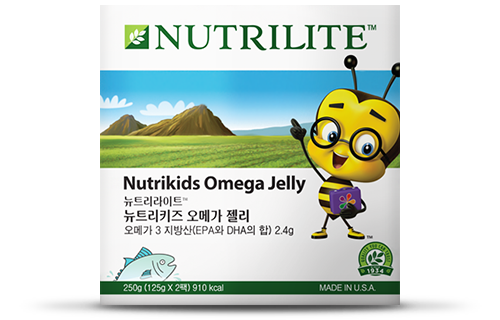 NUTRILITE™
Nutrikids Omega Jelly
뉴트리라이트™
뉴트리키즈 오메가 젤리
오메가 3 지방산(EPA와 DHA의 합) 2.4g
TM
1934
250g (125g X 2팩) 910 kcal
MADE IN U.S.A.